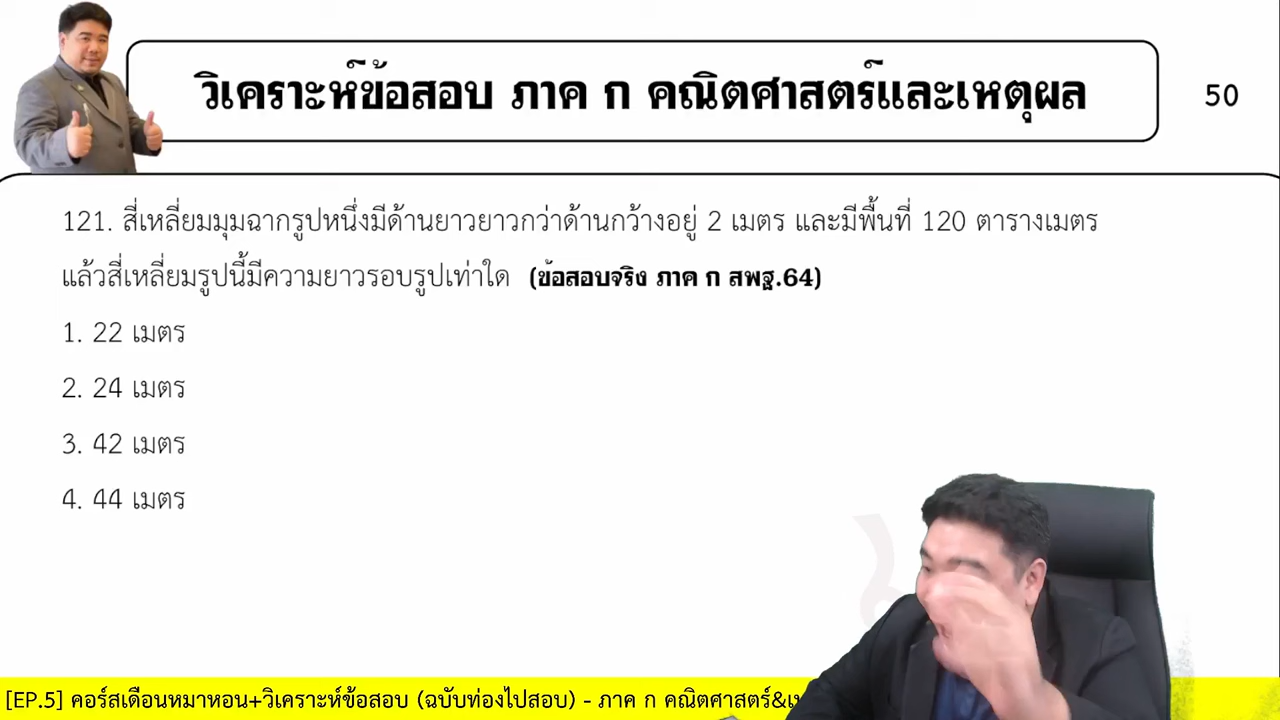 วิเคราะห์ข้อสอบ ภาค ก คณิตศาสตร์และเหตุผล
50
121. สี่เหลี่ยมมุมฉากรูปหนึ่งมีด้านยาวยาวกว่าด้านกว้างอยู่ 2 เมตร และมีพื้นที่ 120 ตารางเมตร
แล้วสี่เหลี่ยมรูปนี้มีความยาวรอบรูปเท่าใด (ข้อสอบจริง ภาค ก สพฐ.64)
1. 22 เมตร
2. 24 เมตร
3. 42 เมตร
4. 44 เมตร
[EP.5] คอร์สเดือนหมาหอน+วิเคราะห์ข้อสอบ (ฉบับท่องไปสอบ) - ภาค ก คณิตศาสตร์&